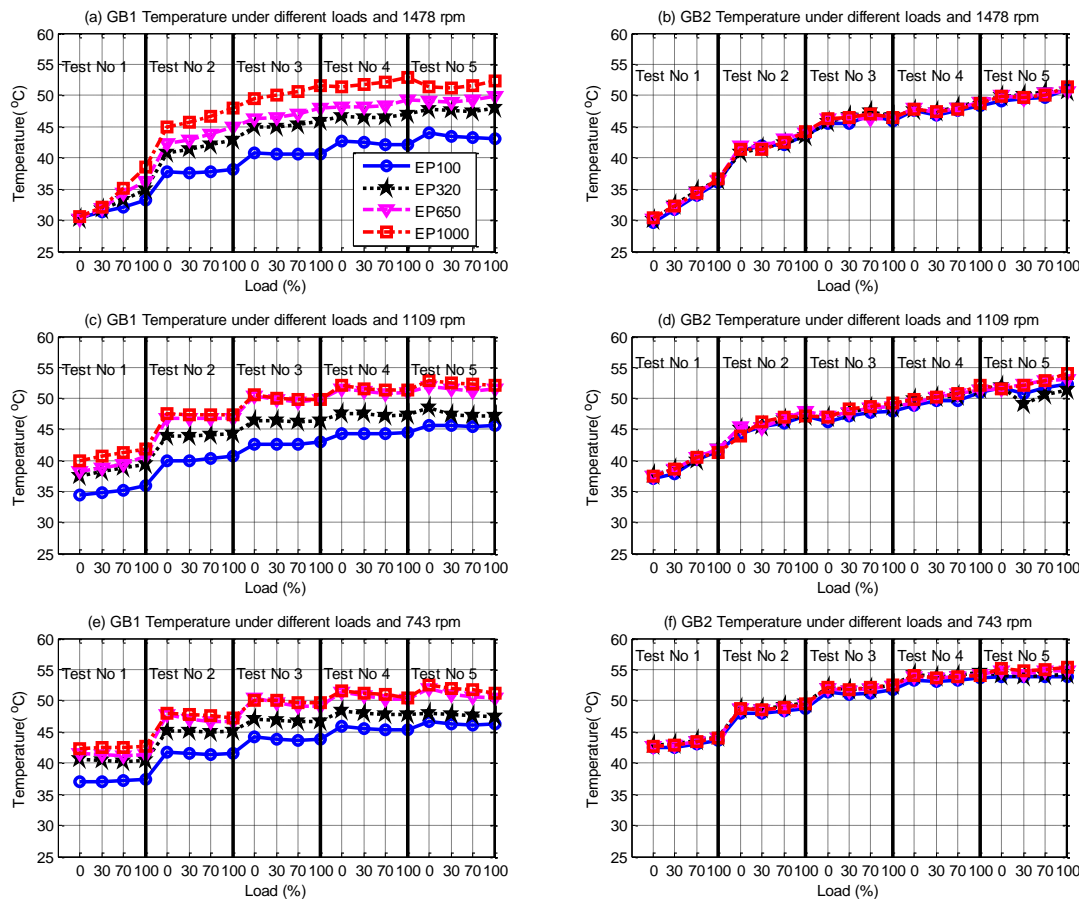 (a) GB1 Temperature under different loads and 1478 rpm
60
55
50
45
40
35
30
25
Temperature( °C)
Test No 1 Test No 2 Test No 3 Test No 4 Test No 5
EP100
EP320
EP650
EP1000
0 30 70 100 0 30 70 100 0 30 70 100 0 30 70 100 0 30 70 100
Load (%)
(b) GB2 Temperature under different loads and 1478 rpm
60
55
50
45
40
35
30
25
Temperature( °C)
Test No 1 Test No 2 Test No 3 Test No 4 Test No 5
0 30 70 100 0 30 70 100 0 30 70 100 0 30 70 100 0 30 70 100
Load (%)
(c) GB1 Temperature under different loads and 1109 rpm
60
55
50
45
40
35
30
25
Temperature( °C)
Test No 1 Test No 2 Test No 3 Test No 4 Test No 5
0 30 70 100 0 30 70 100 0 30 70 100 0 30 70 100 0 30 70 100
Load (%)
(d) GB2 Temperature under different loads and 1109 rpm
60
55
50
45
40
35
30
25
Temperature( °C)
Test No 1 Test No 2 Test No 3 Test No 4 Test No 5
0 30 70 100 0 30 70 100 0 30 70 100 0 30 70 100 0 30 70 100
Load (%)
(e) GB1 Temperature under different loads and 743 rpm
60
55
50
45
40
35
30
25
Temperature( °C)
Test No 1 Test No 2 Test No 3 Test No 4 Test No 5
0 30 70 100 0 30 70 100 0 30 70 100 0 30 70 100 0 30 70 100
Load (%)
(f) GB2 Temperature under different loads and 743 rpm
60
55
50
45
40
35
30
25
Temperature( °C)
Test No 1 Test No 2 Test No 3 Test No 4 Test No 5
0 30 70 100 0 30 70 100 0 30 70 100 0 30 70 100 0 30 70 100
Load (%)